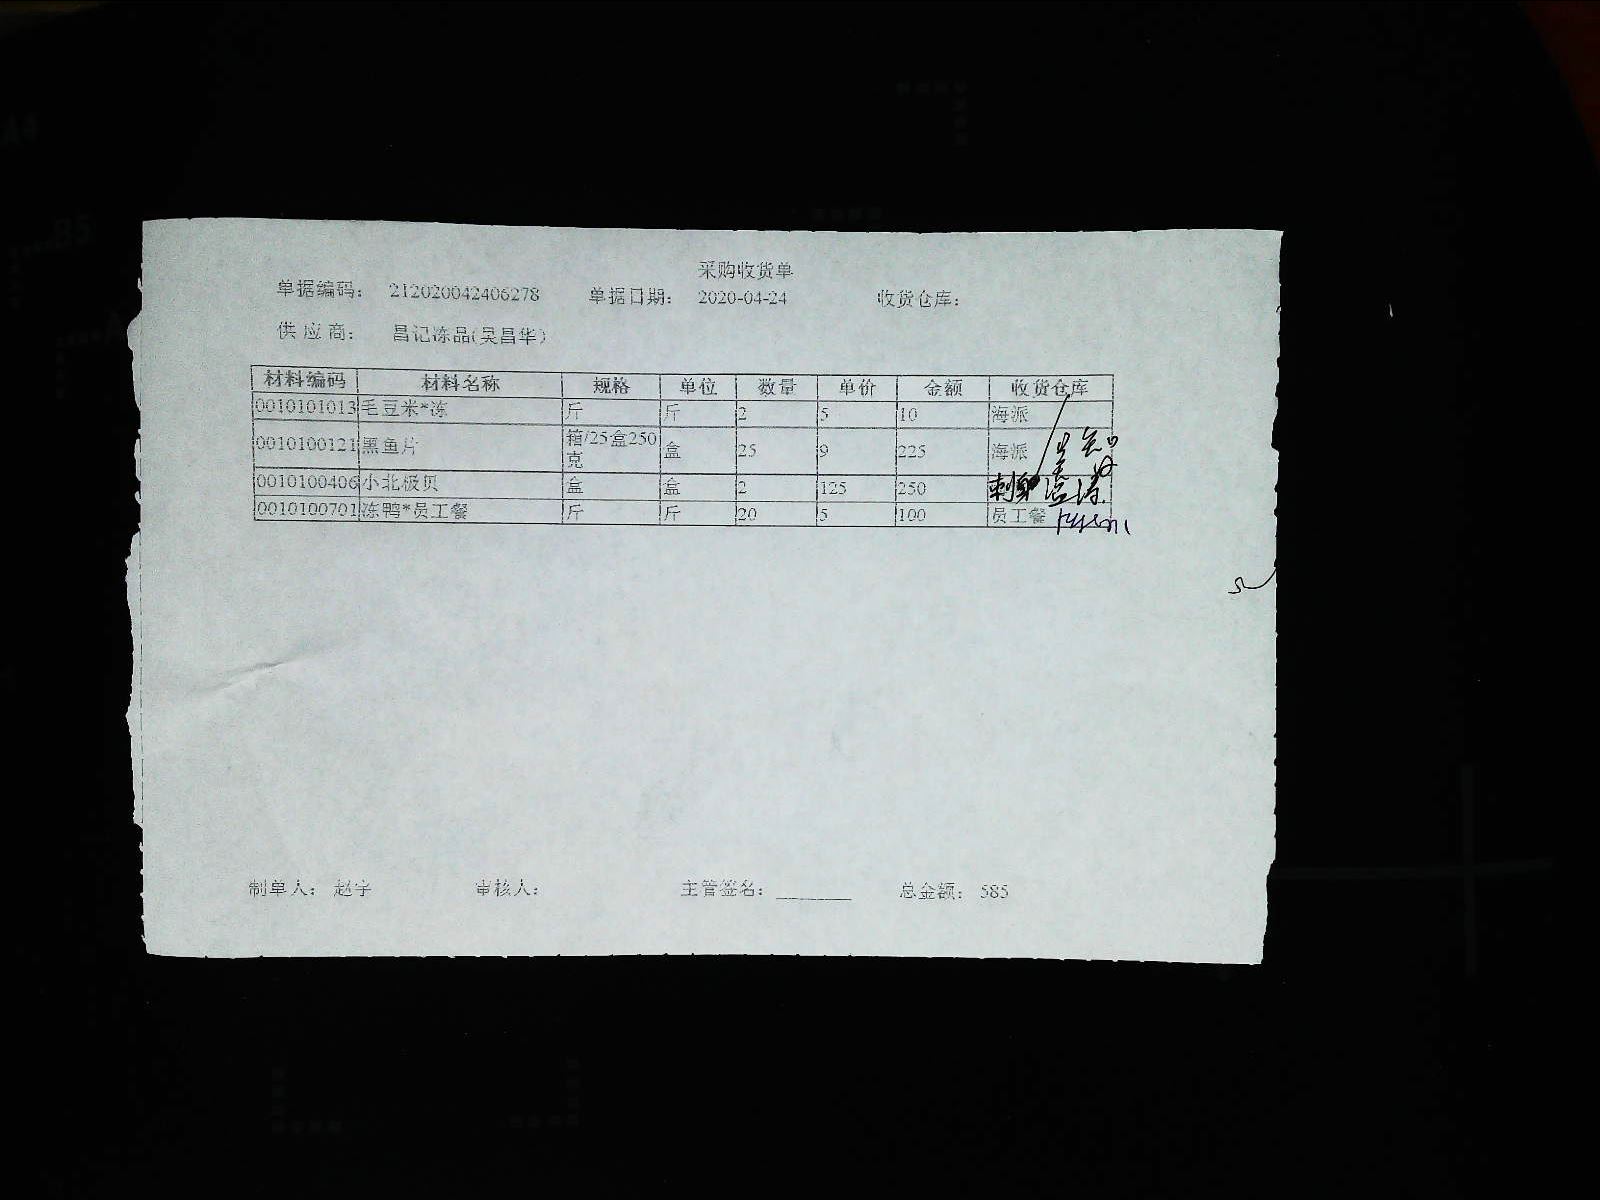 采购收货单
单据编码： 212020042406278 单据日期： 2020-04-24 收货仓库：
供 应 商： 昌记冻品(吴昌华)
材料编码 材料名称 规格 单位 数量 单价 金额 收货仓库
0010101013 毛豆米*冻 斤 斤 2 5 10 海派
0010100121 黑鱼片 箱/25盒250克 盒 25 9 225 海派
0010100406 小北极贝 盒 盒 2 125 250 刺身
0010100701 冻鸭*员工餐 斤 斤 20 5 100 员工餐
制单人： 赵宇 审核人： 主管签名： 总金额： 585